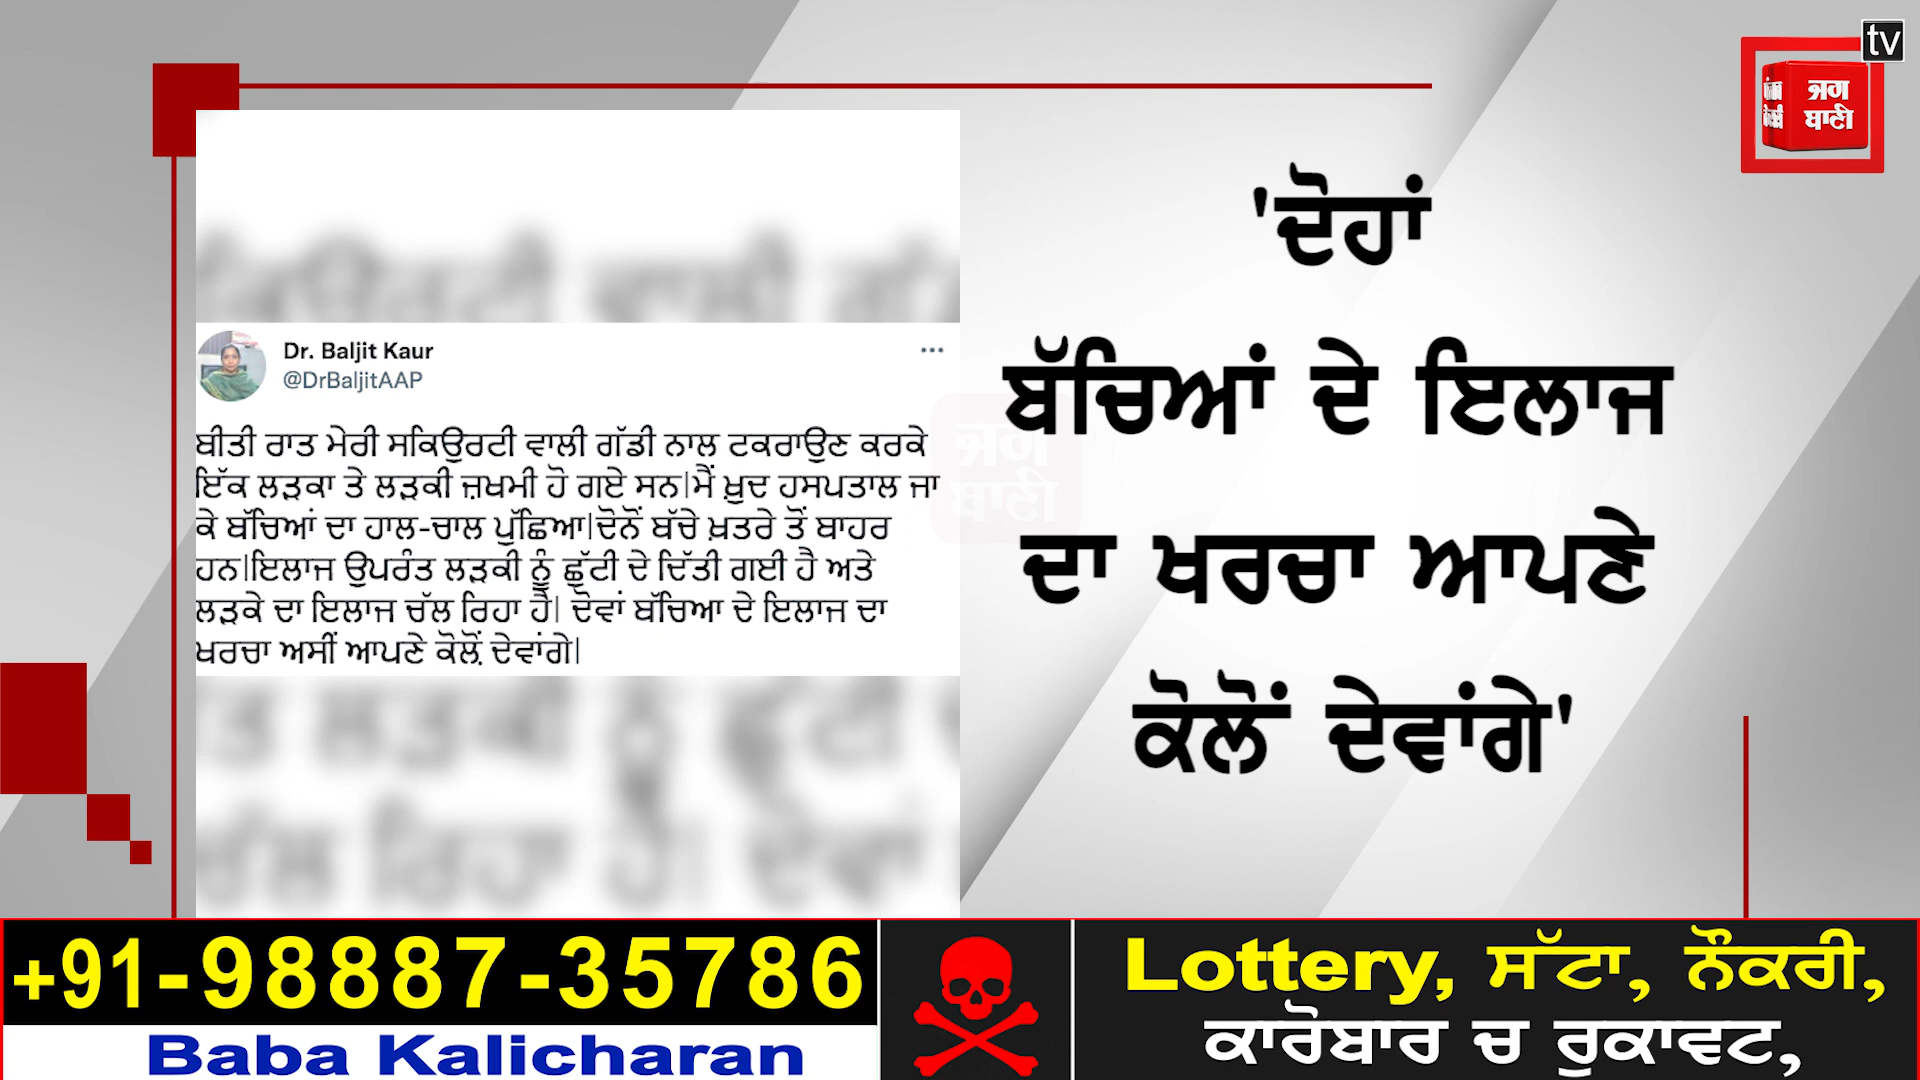 tv
ਜਗ
ਬਾਣੀ
Dr. Baljit Kaur
@DrBaljitAAP
ਬੀਤੀ ਰਾਤ ਮੇਰੀ ਸਕਿਉਰਟੀ ਵਾਲੀ ਗੱਡੀ ਨਾਲ ਟਕਰਾਉਣ ਕਰਕੇ
ਇੱਕ ਲੜਕਾ ਤੇ ਲੜਕੀ ਜ਼ਖਮੀ ਹੋ ਗਏ ਸਨ।ਮੈਂ ਖ਼ੁਦ ਹਸਪਤਾਲ ਜਾ
ਕੇ ਬੱਚਿਆਂ ਦਾ ਹਾਲ-ਚਾਲ ਪੁੱਛਿਆ।ਦੋਨੋਂ ਬੱਚੇ ਖ਼ਤਰੇ ਤੋਂ ਬਾਹਰ
ਹਨ।ਇਲਾਜ ਉਪਰੰਤ ਲੜਕੀ ਨੂੰ ਛੁੱਟੀ ਦੇ ਦਿੱਤੀ ਗਈ ਹੈ ਅਤੇ
ਲੜਕੇ ਦਾ ਇਲਾਜ ਚੱਲ ਰਿਹਾ ਹੈ। ਦੋਵਾਂ ਬੱਚਿਆ ਦੇ ਇਲਾਜ ਦਾ
ਖਰਚਾ ਅਸੀਂ ਆਪਣੇ ਕੋਲੋਂ ਦੇਵਾਂਗੇ।
'ਦੋਹਾਂ
ਬੱਚਿਆਂ ਦੇ ਇਲਾਜ
ਦਾ ਖਰਚਾ ਆਪਣੇ
ਕੋਲੋਂ ਦੇਵਾਂਗੇ'
+91-98887-35786
Baba Kalicharan
Lottery, ਸੱਟਾ, ਨੌਕਰੀ,
ਕਾਰੋਬਾਰ ਚ ਰੁਕਾਵਟ,